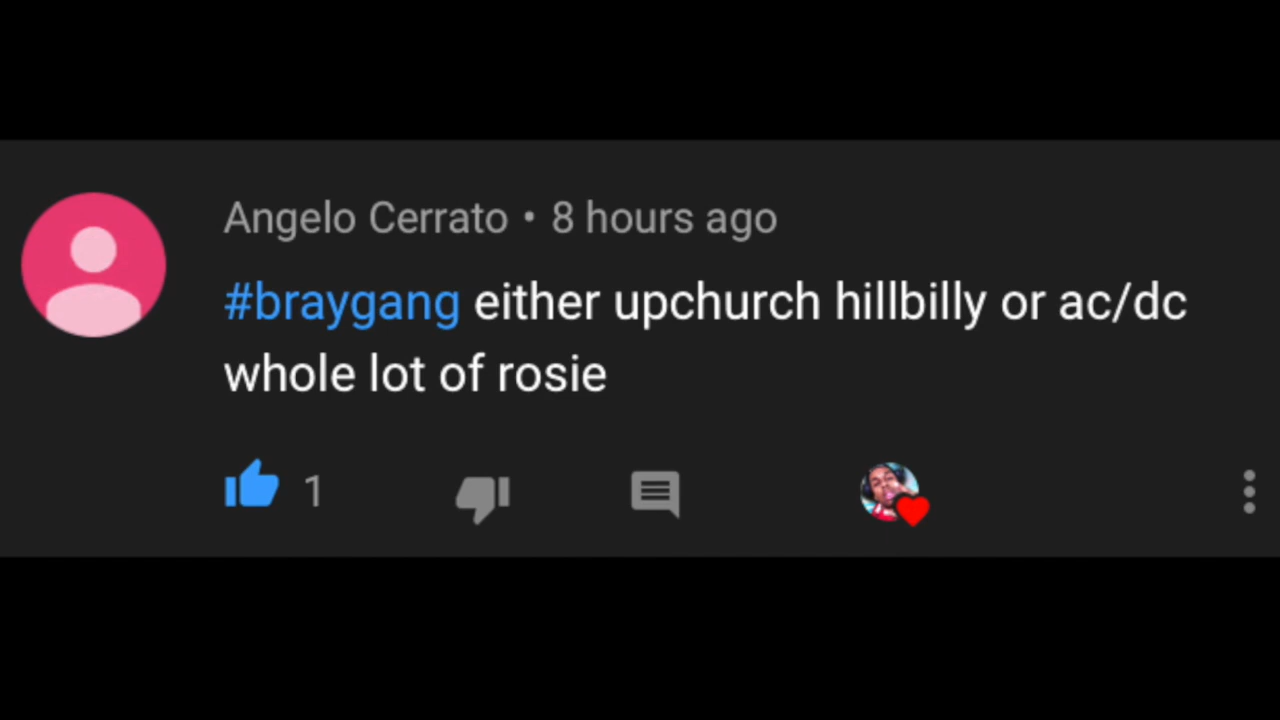 Angelo Cerrato • 8 hours ago
#braygang either upchurch hillbilly or ac/dc
whole lot of rosie
1